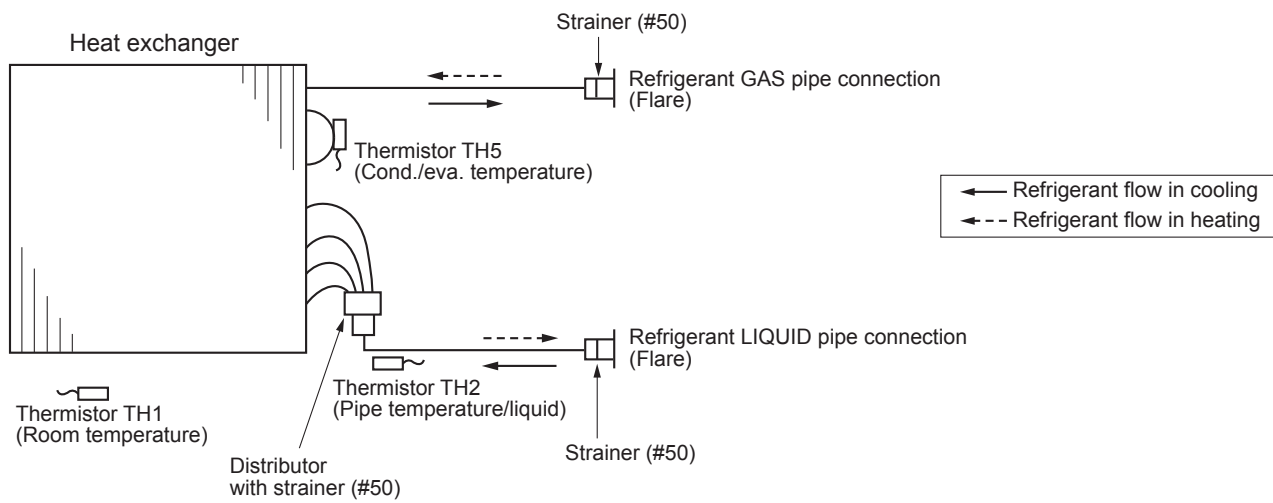 Strainer (#50)
Heat exchanger
Refrigerant GAS pipe connection
(Flare)
Thermistor TH5
(Cond./eva. temperature)
Refrigerant flow in cooling
Refrigerant flow in heating
Refrigerant LIQUID pipe connection
(Flare)
Thermistor TH2
(Pipe temperature/liquid)
Thermistor TH1
(Room temperature)
Strainer (#50)
Distributor
with strainer (#50)